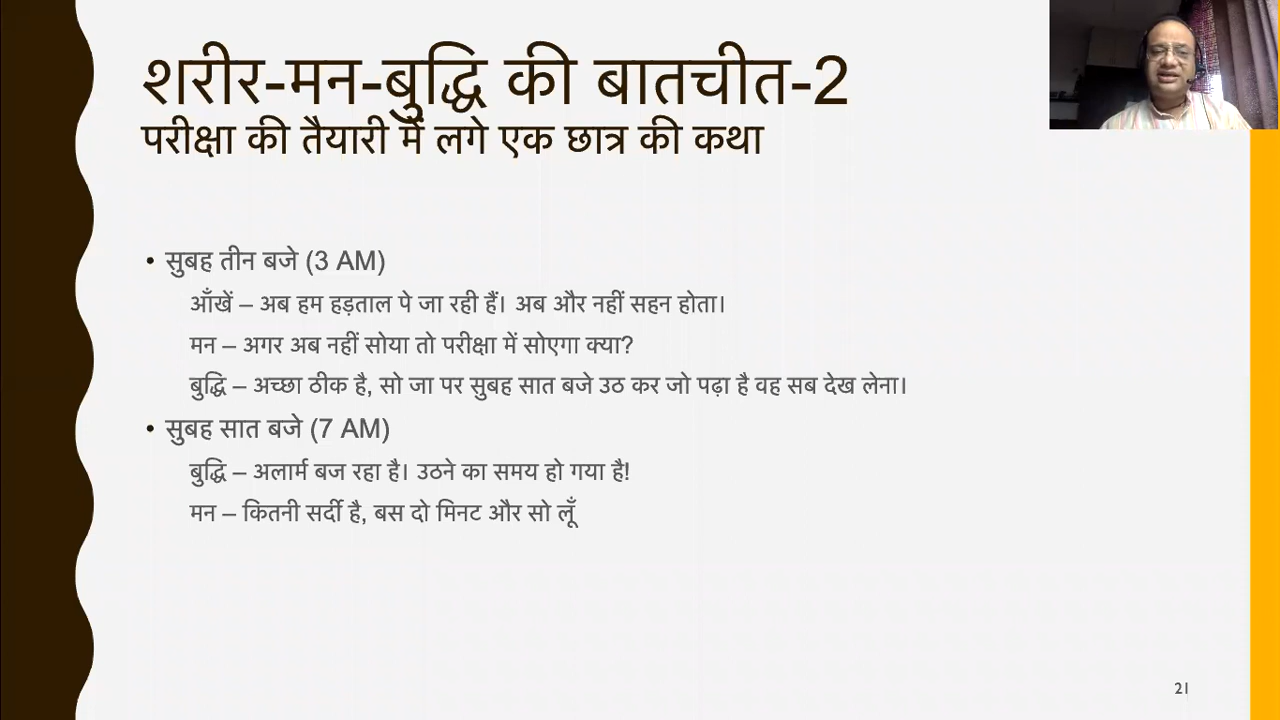 शरीर-मन-बुद्धि की बातचीत-2
परीक्षा की तैयारी में लगे एक छात्र की कथा
• सुबह तीन बजे (3 AM)
आँखें – अब हम हड़ताल पे जा रही हैं। अब और नहीं सहन होता।
मन – अगर अब नहीं सोया तो परीक्षा में सोएगा क्या?
बुद्धि – अच्छा ठीक है, सो जा पर सुबह सात बजे उठ कर जो पढ़ा है वह सब देख लेना।
• सुबह सात बजे (7 AM)
बुद्धि – अलार्म बज रहा है। उठने का समय हो गया है!
मन – कितनी सर्दी है, बस दो मिनट और सो लूँ
21